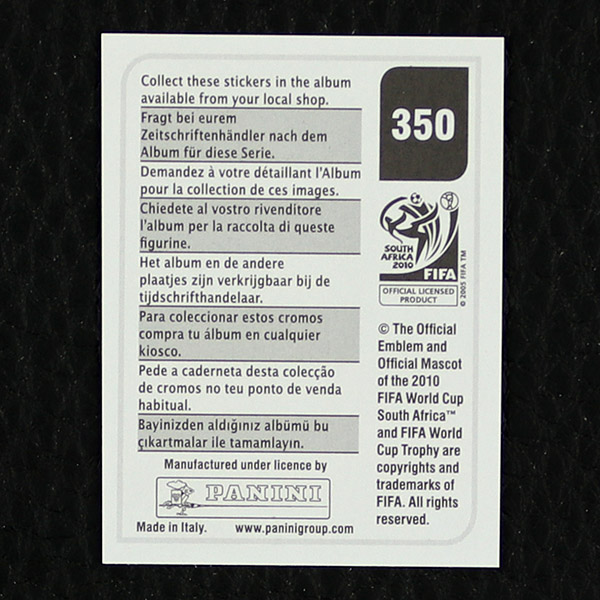 Collect these stickers in the album
available from your local shop.
Fragt bei eurem
Zeitschriftenhändler nach dem
Album für diese Serie.
Demandez à votre détaillant l'Album
pour la collection de ces images.
Chiedete al vostro rivenditore
l'album per la raccolta di queste
figurine.
Het album en de andere
plaatjes zijn verkrijgbaar bij de
tijdschrifthandelaar.
Para coleccionar estos cromos
compra tu álbum en cualquier
kiosco.
Pede a caderneta desta colecção
de cromos no teu ponto de venda
habitual.
Bayinizden aldığınız albümü bu
çıkartmalar ile tamamlayın.
Manufactured under licence by
PANINI
Made in Italy. www.paninigroup.com
350
SOUTH
AFRICA
2010
FIFA
OFFICIAL LICENSED
PRODUCT
© 2005 FIFA TM
© The Official
Emblem and
Official Mascot
of the 2010
FIFA World Cup
South Africa™
and FIFA World
Cup Trophy are
copyrights and
trademarks of
FIFA. All rights
reserved.